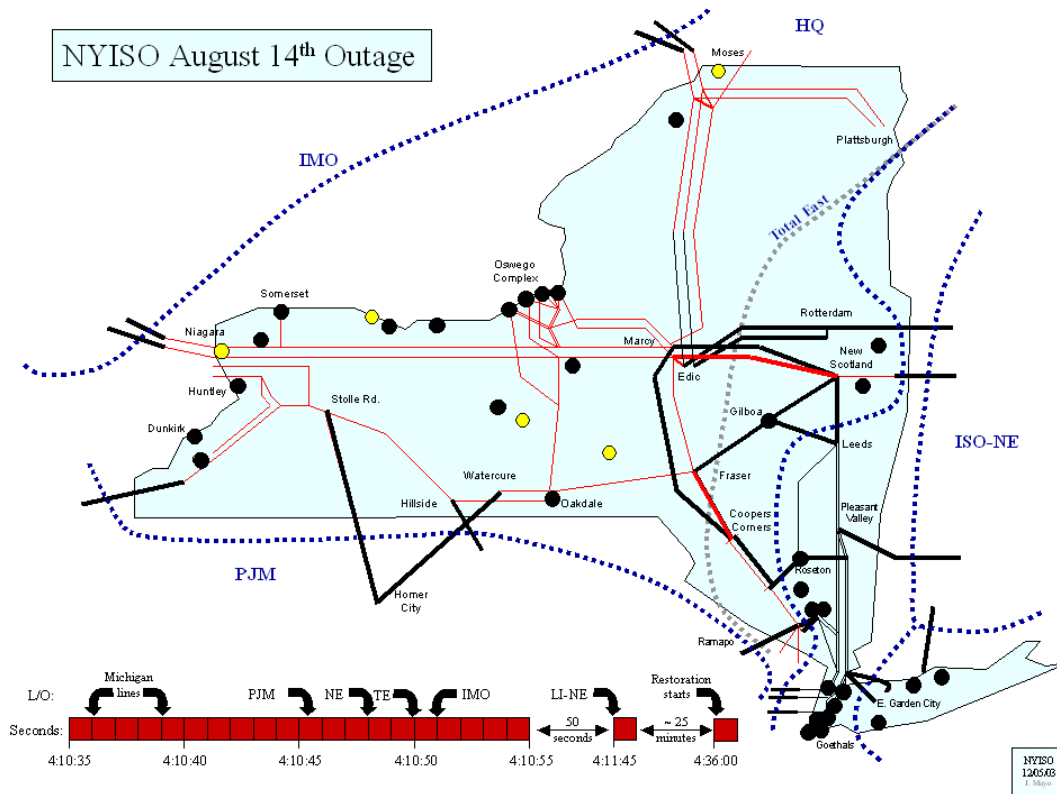 NYISO August 14th Outage
HQ
Moses
IMO
Plattsburgh
Total East
Oswego
Complex
Somerset
Niagara
Marcy
Rotterdam
New
Scotland
Edic
Huntley
Stolle Rd.
Gilboa
Dunkirk
Leeds
ISO-NE
Watercure
Fraser
Hillside
Oakdale
Coopers
Corners
Pleasant
Valley
PJM
Roseton
Homer
City
Ramapo
E. Garden City
Goethals
L/O:
Michigan
lines
PJM
NE
TE
IMO
LI-NE
Restoration
starts
Seconds:
50
seconds
~ 25
minutes
4:10:35
4:10:40
4:10:45
4:10:50
4:10:55
4:11:45
4:36:00
NYISO
12/05/03